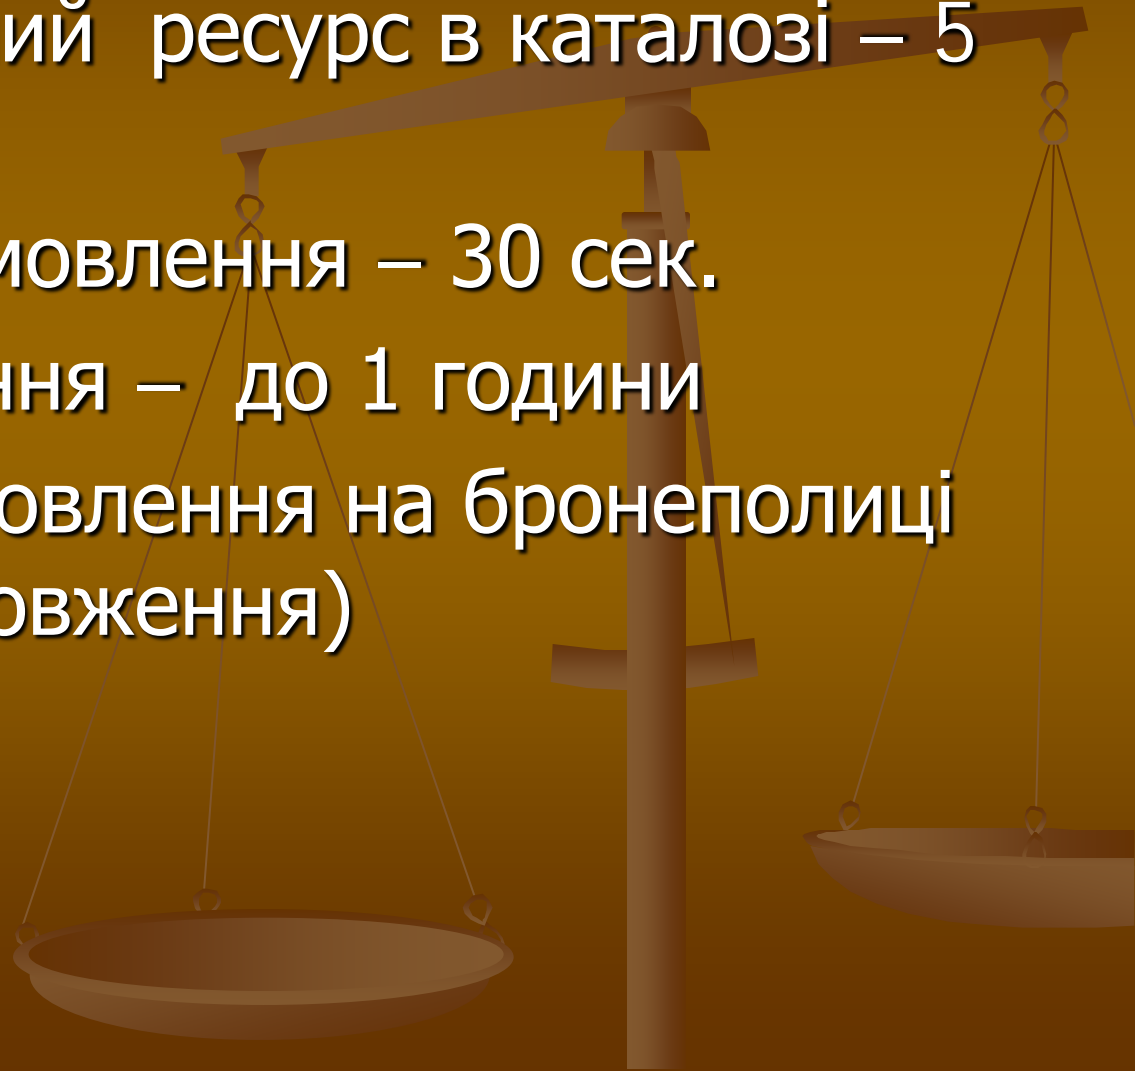 ий ресурс в каталозі – 5
мовлення – 30 сек.
ння – до 1 години
овлення на бронеполиці
овження)